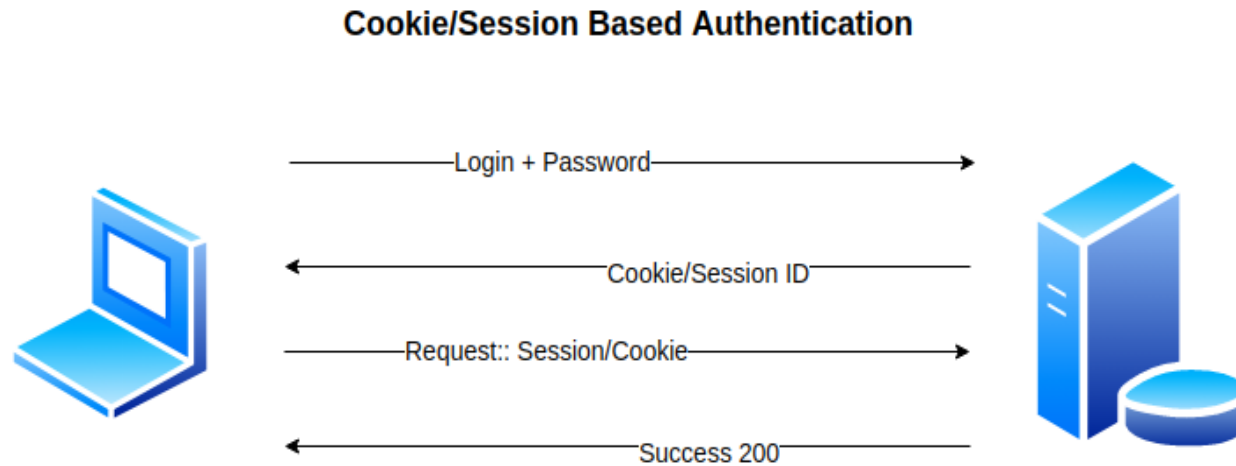 Cookie/Session Based Authentication
Login + Password
Cookie/Session ID
Request:: Session/Cookie
Success 200